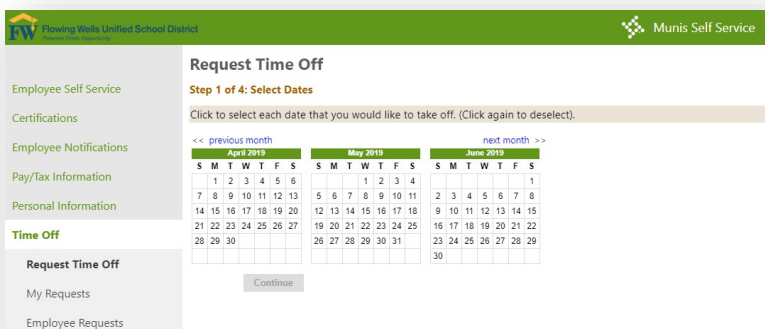 FW Flowing Wells Unified School District
Munis Self Service
Employee Self Service
Certifications
Employee Notifications
Pay/Tax Information
Personal Information
Time Off
Request Time Off
My Requests
Employee Requests
Request Time Off
Step 1 of 4: Select Dates
Click to select each date that you would like to take off. (Click again to deselect).
<< previous month
next month >>
April 2019
S M T W T F S
1 2 3 4 5 6
7 8 9 10 11 12 13
14 15 16 17 18 19 20
21 22 23 24 25 26 27
28 29 30
May 2019
S M T W T F S
1 2 3 4
5 6 7 8 9 10 11
12 13 14 15 16 17 18
19 20 21 22 23 24 25
26 27 28 29 30 31
June 2019
S M T W T F S
1
2 3 4 5 6 7 8
9 10 11 12 13 14 15
16 17 18 19 20 21 22
23 24 25 26 27 28 29
30
Continue